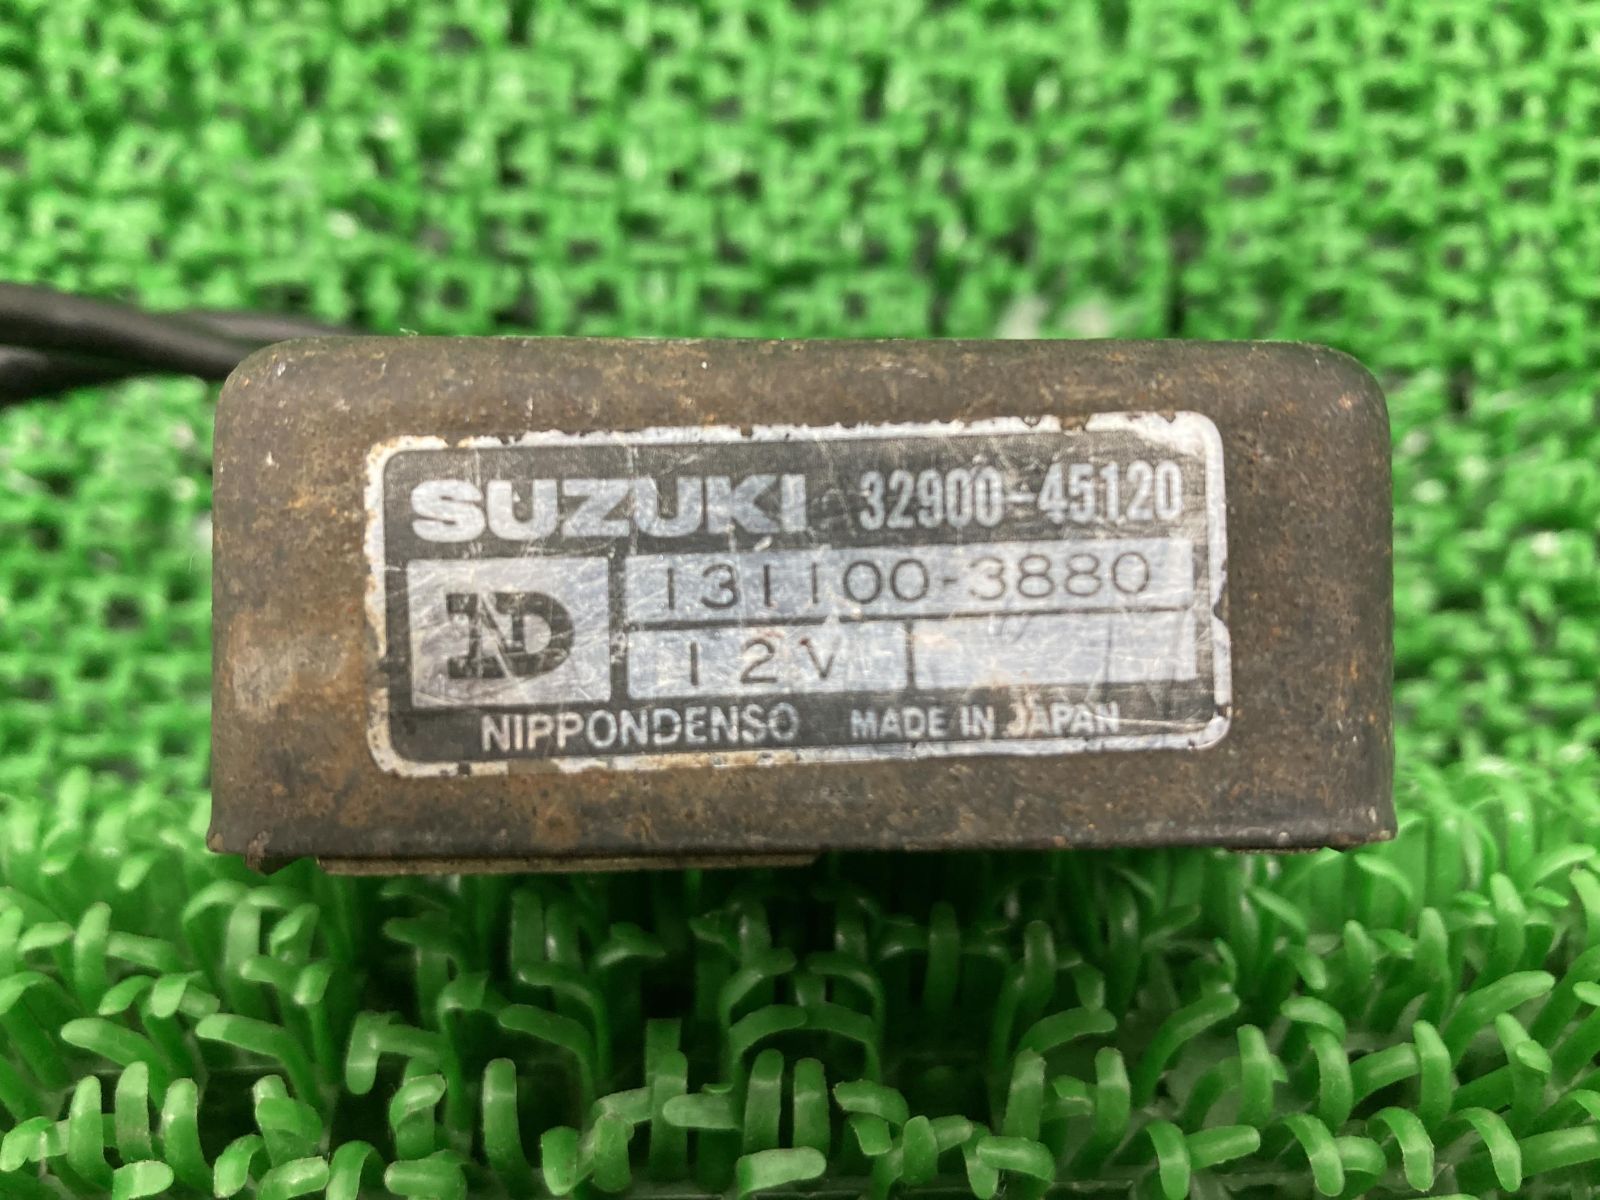 SUZUKI 32900-45120
ND 131100-3880
12V
NIPPONDENSO MADE IN JAPAN